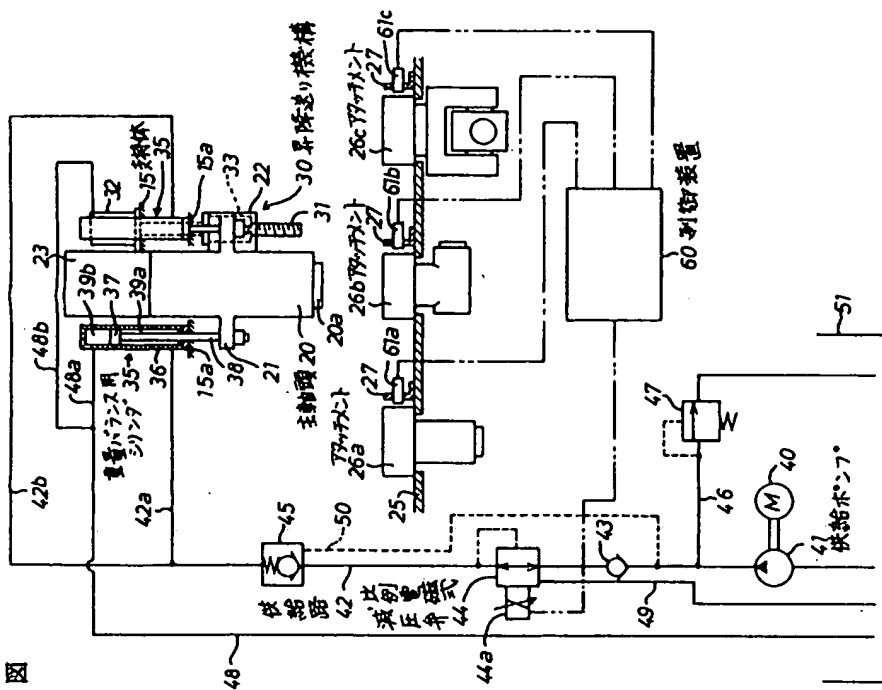 図
23
32
15 支持体
35
15a
33
22
30 昇降送り機構
31
39b
37
39a
48b
48a
重量バランス用
シリンダ
35
36
15a
38
21
主軸頭 20
20a
42b
42a
アタッチメント
26a
27
61a
26b アタッチメント
27
61b
26c アタッチメント
27
61c
25
60 制御装置
45
50
供給路
42
比例電磁式
減圧弁
44
44a
43
49
46
47
40
M
41
供給ポンプ
48
51